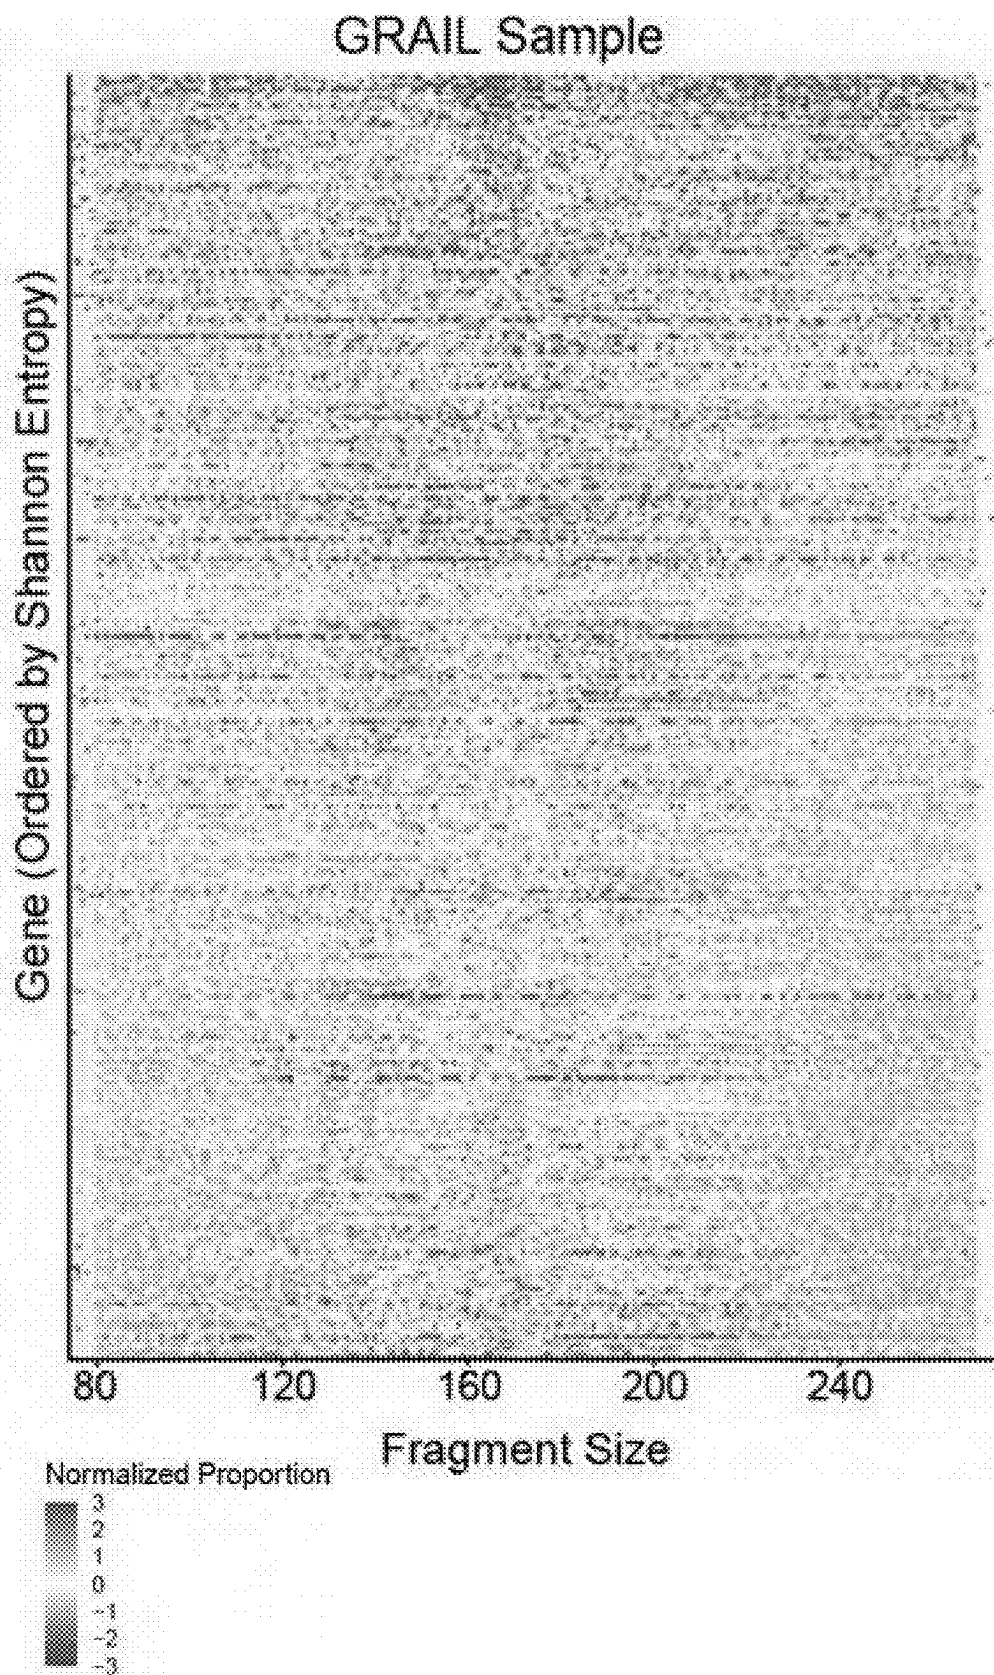 GRAIL Sample
Gene (Ordered by Shannon Entropy)
80 120 160 200 240
Fragment Size
Normalized Proportion
3
2
1
0
-1
-2
-3